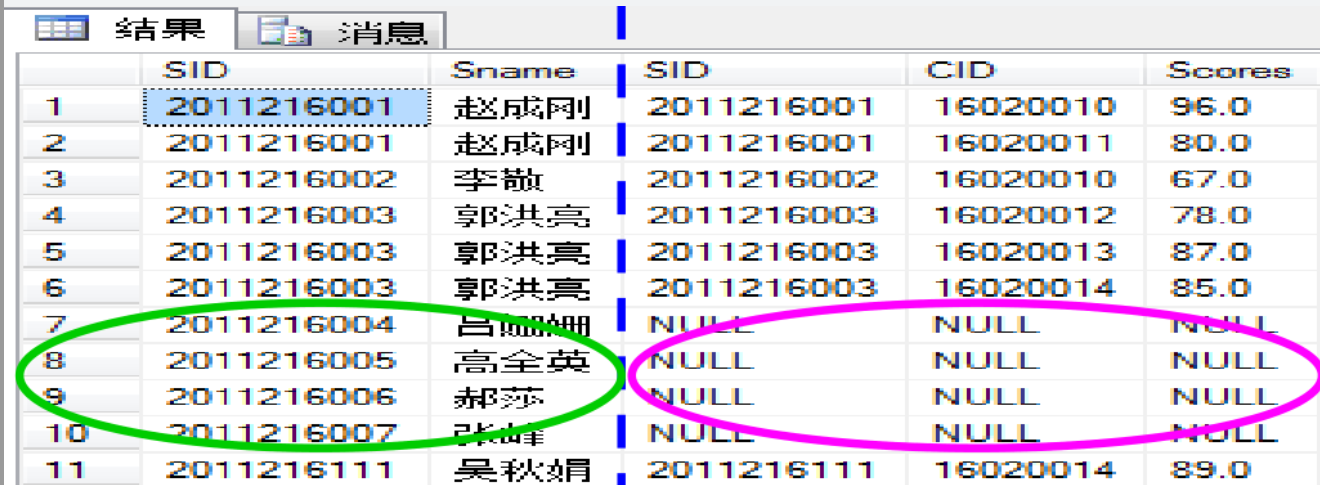 结果 消息
SID Sname SID CID Scores
1 2011216001 赵成刚 2011216001 16020010 96.0
2 2011216001 赵成刚 2011216001 16020011 80.0
3 2011216002 李敬 2011216002 16020010 67.0
4 2011216003 郭洪亮 2011216003 16020012 78.0
5 2011216003 郭洪亮 2011216003 16020013 87.0
6 2011216003 郭洪亮 2011216003 16020014 85.0
7 2011216004 吕姗姗 NULL NULL NULL
8 2011216005 高全英 NULL NULL NULL
9 2011216006 郝莎 NULL NULL NULL
10 2011216007 张峰 NULL NULL NULL
11 2011216111 吴秋娟 2011216111 16020014 89.0